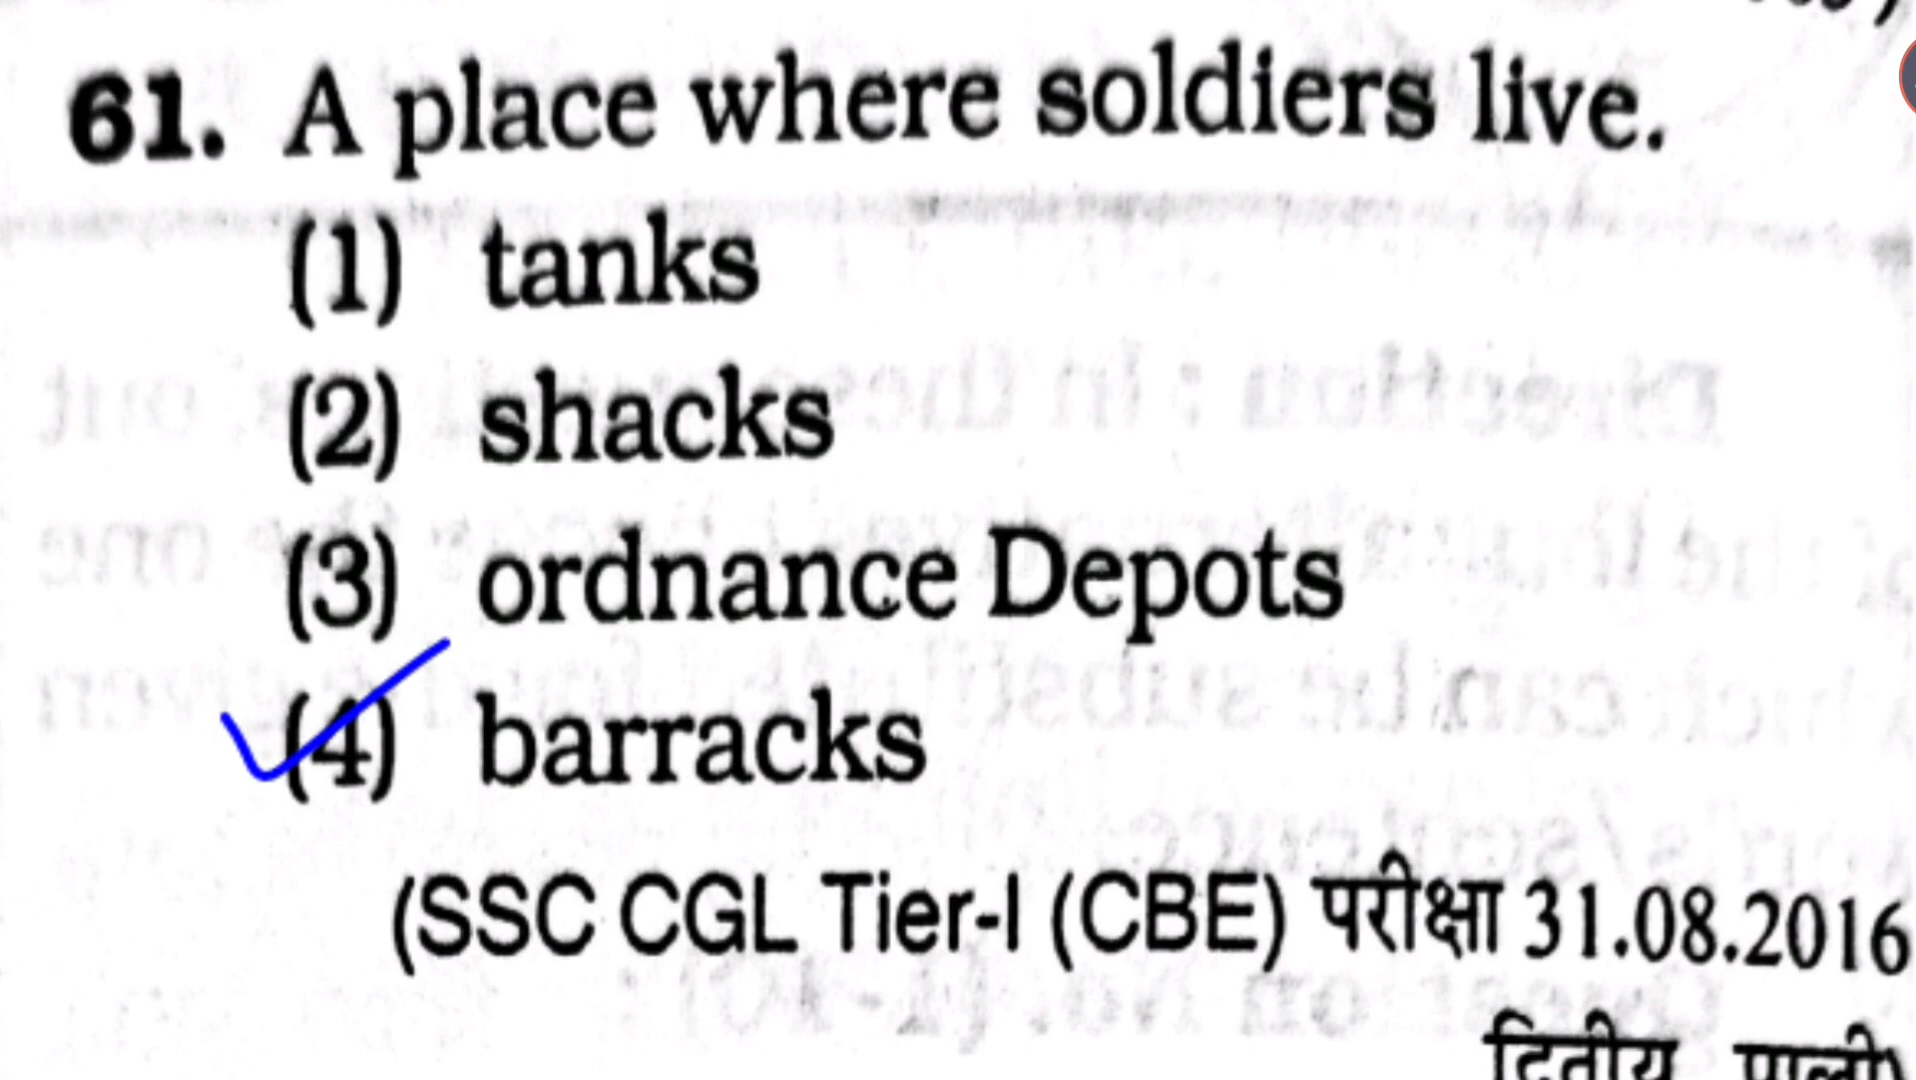 61. A place where soldiers live.
(1) tanks
(2) shacks
(3) ordnance Depots
(4) barracks
(SSC CGL Tier-I (CBE) परीक्षा 31.08.2016
द्वितीय पाली)